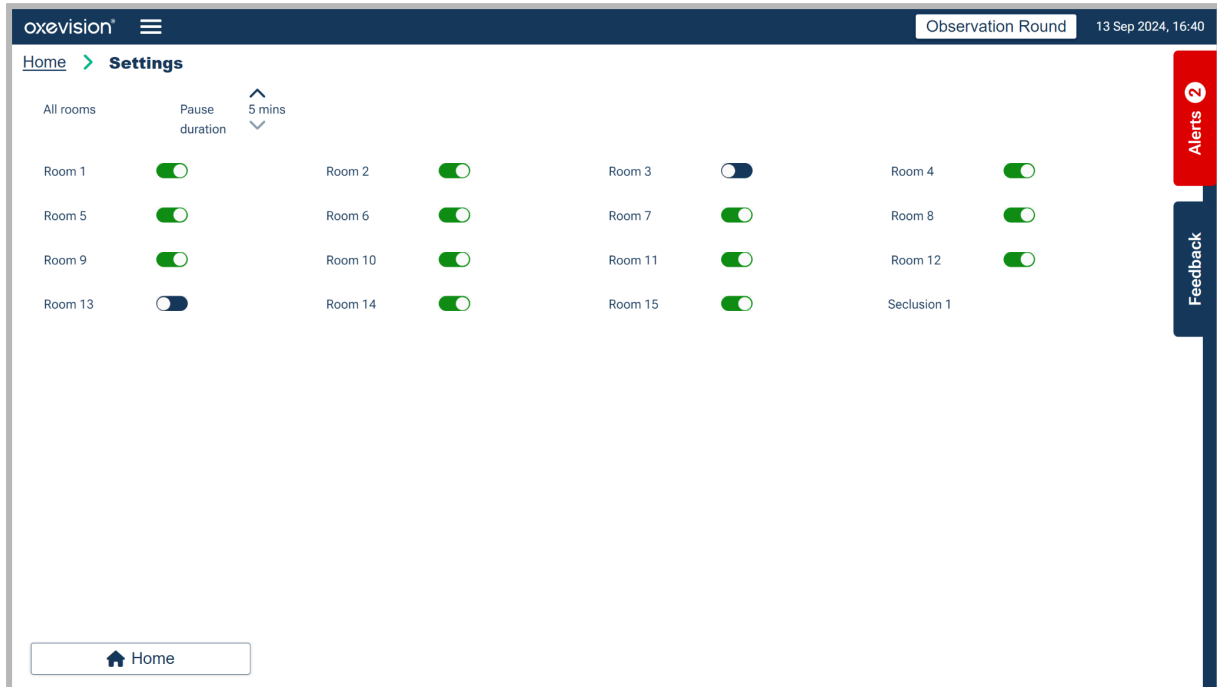 oxevision®
Observation Round
13 Sep 2024, 16:40
Home > Settings
All rooms
Pause
duration
5 mins
Room 1
Room 2
Room 3
Room 4
Room 5
Room 6
Room 7
Room 8
Room 9
Room 10
Room 11
Room 12
Room 13
Room 14
Room 15
Seclusion 1
Alerts 2
Feedback
Home